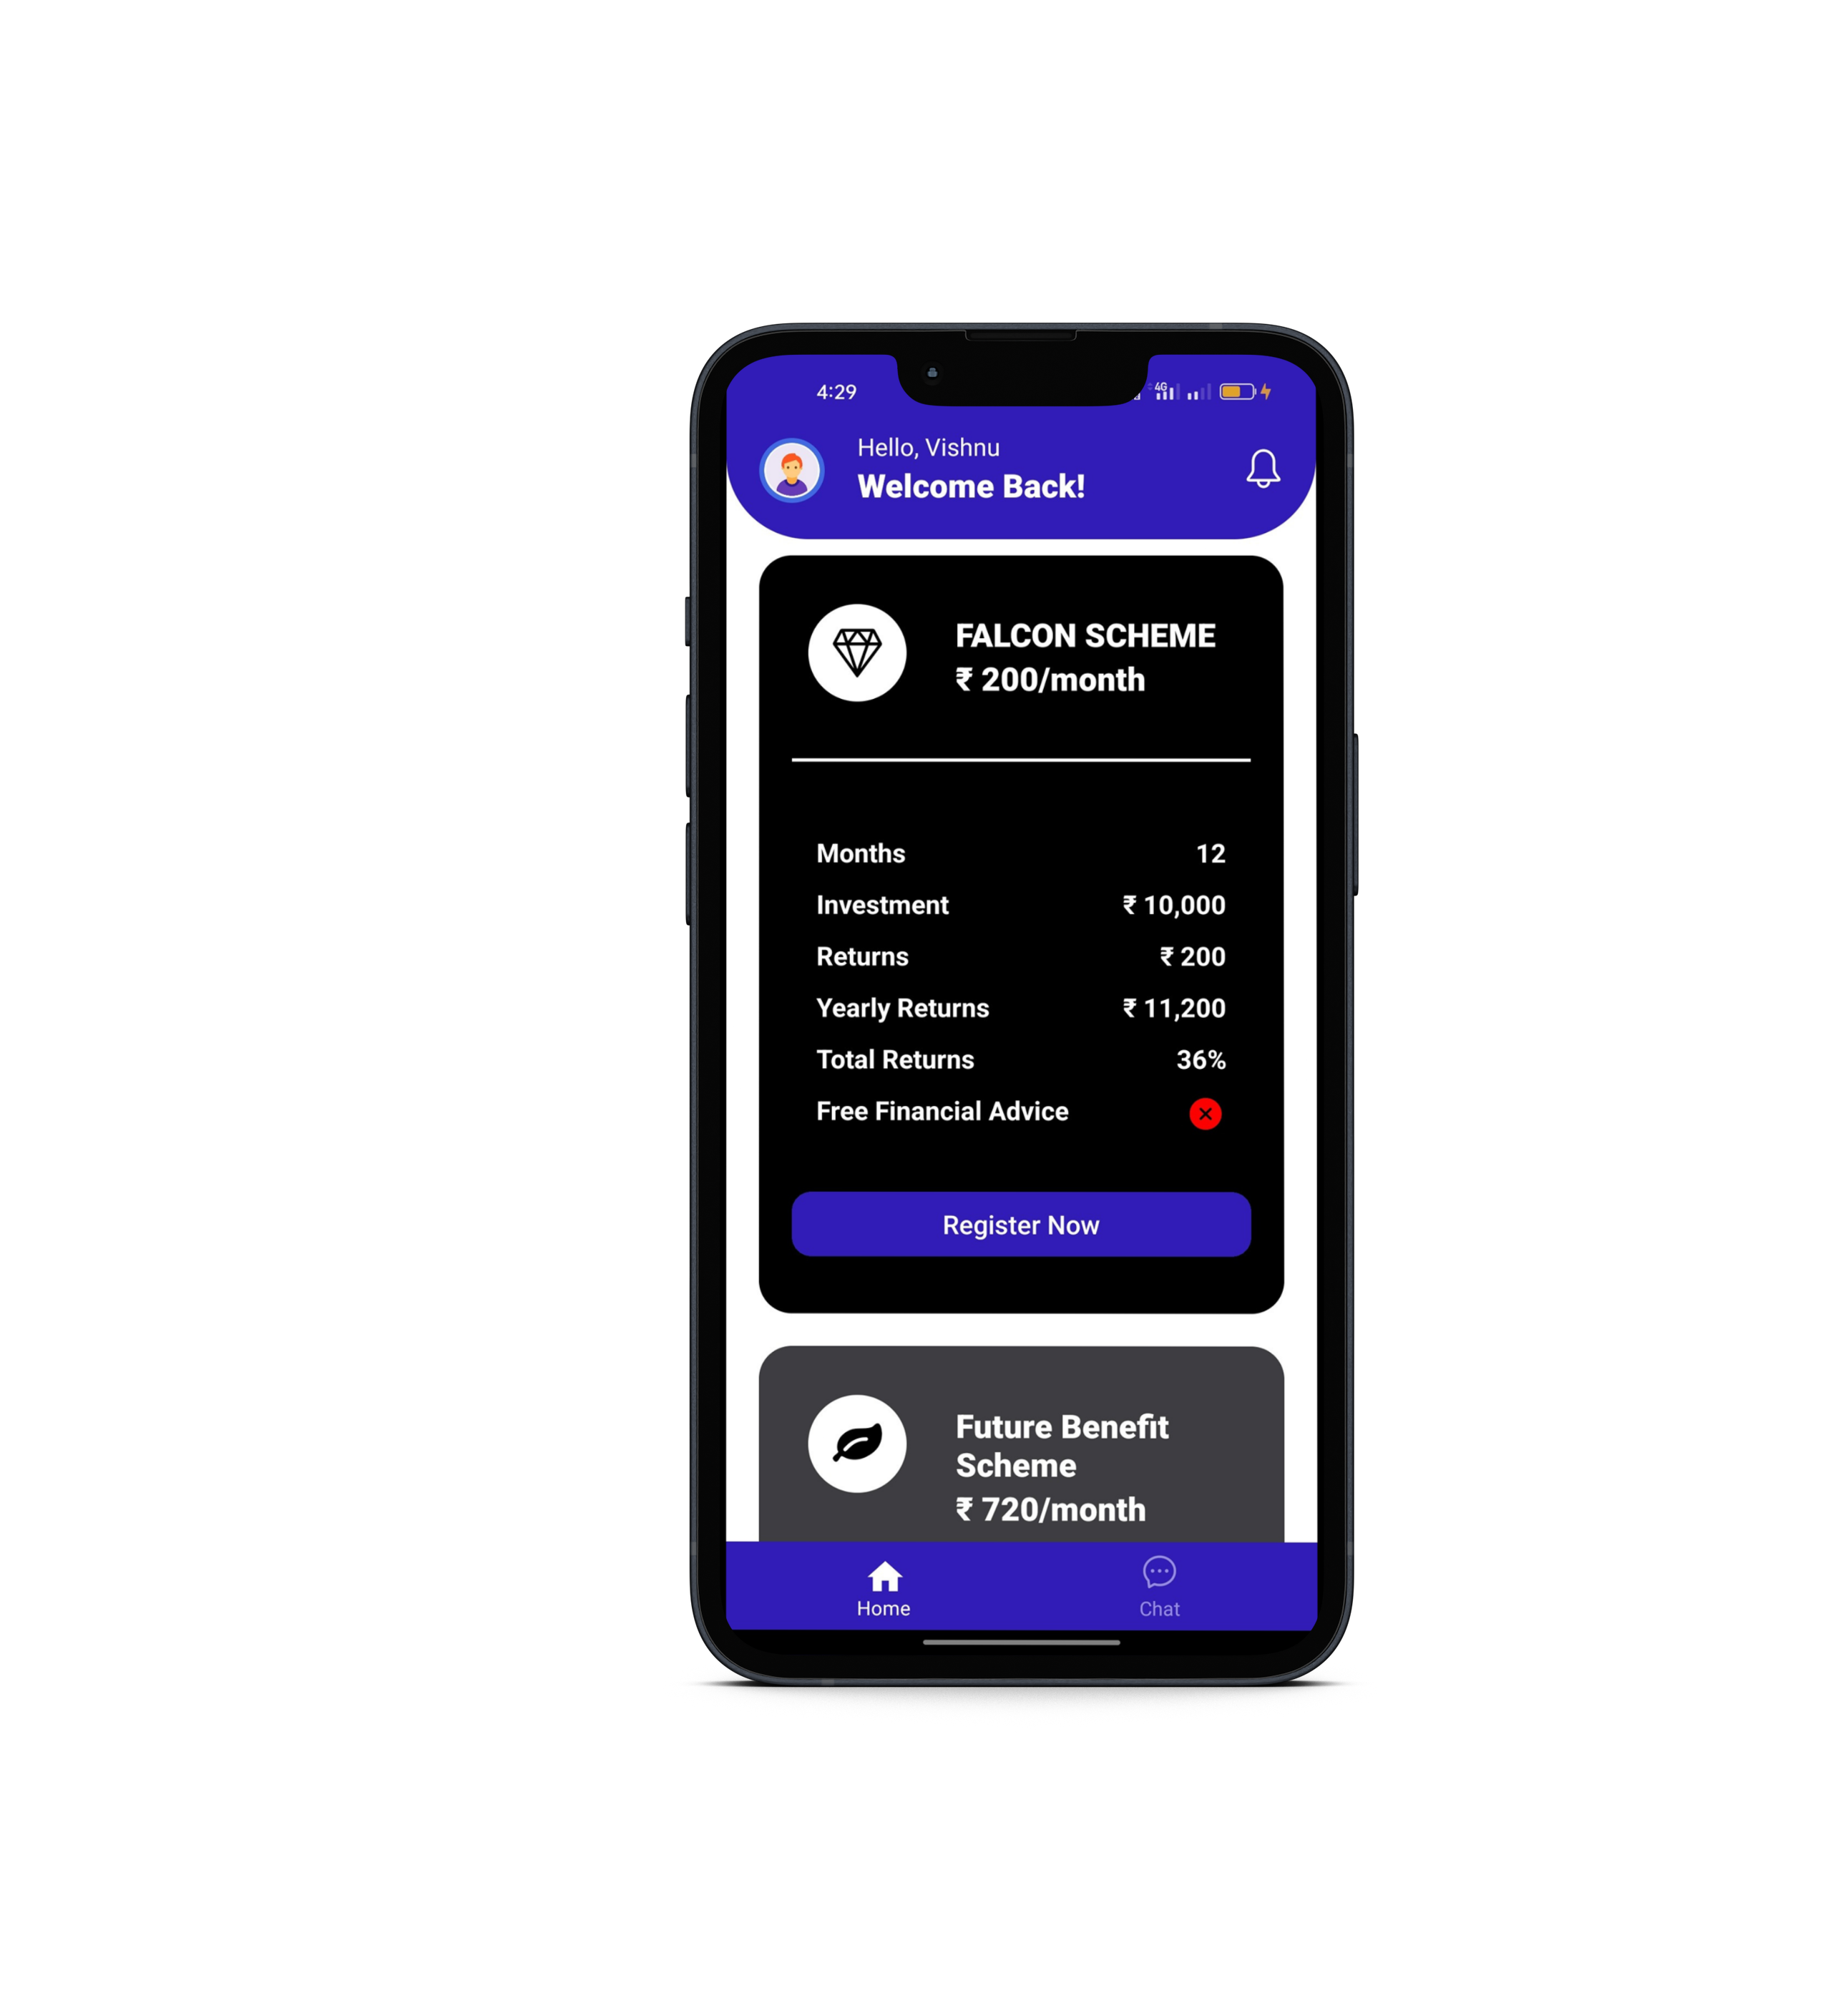 4:29
4G
Hello, Vishnu
Welcome Back!
FALCON SCHEME
₹ 200/month
Months 12
Investment ₹ 10,000
Returns ₹ 200
Yearly Returns ₹ 11,200
Total Returns 36%
Free Financial Advice
Register Now
Future Benefit
Scheme
₹ 720/month
Home Chat